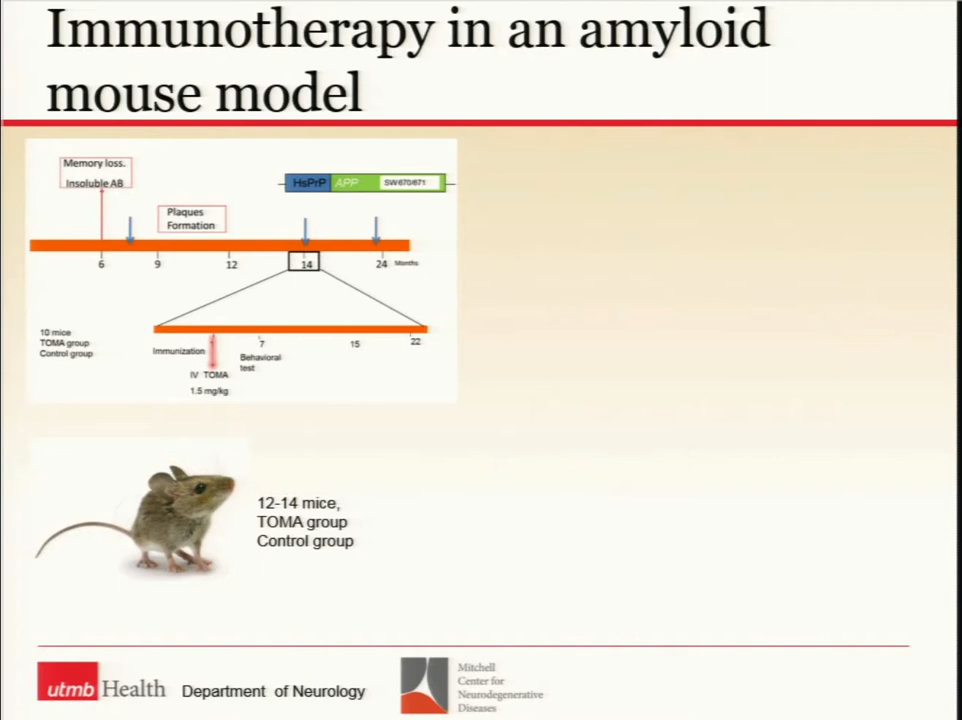 Immunotherapy in an amyloid
mouse model
Memory loss.
Insoluble AB
HsPrP APP SW670/671
Plaques
Formation
6 9 12 14 24 Months
10 mice
TOMA group
Control group
Immunization 1 7 15 22
Behavioral
test
IV TOMA
1.5 mg/kg
12-14 mice,
TOMA group
Control group
utmb Health Department of Neurology
Mitchell
Center for
Neurodegenerative
Diseases